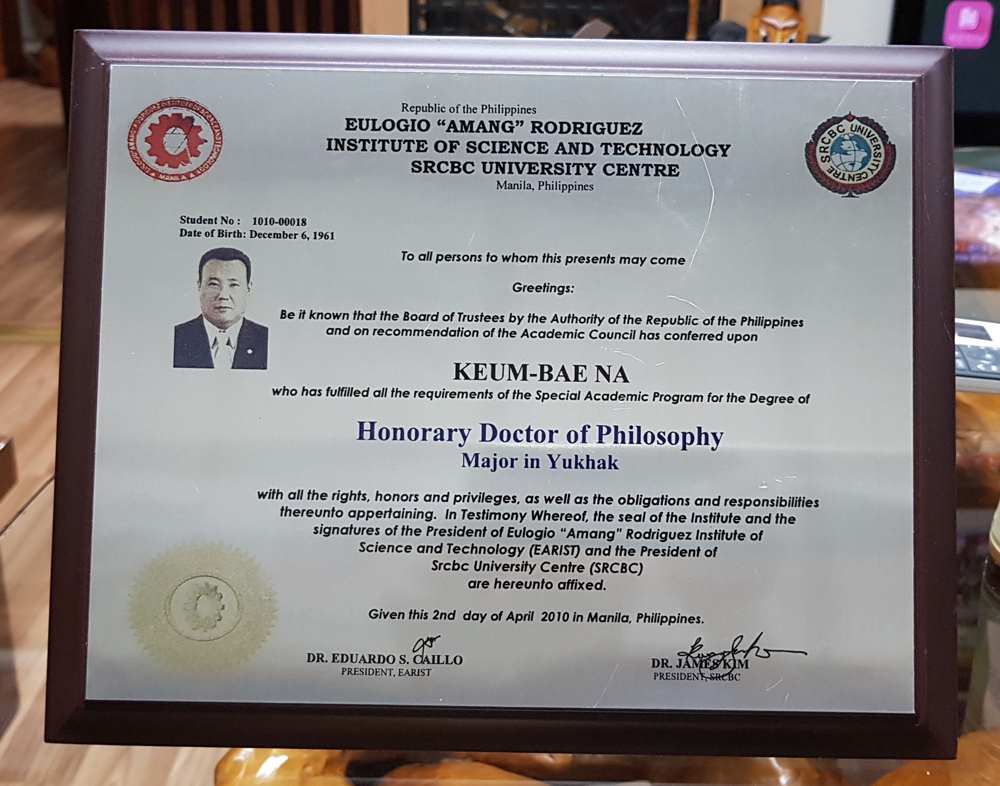 Republic of the Philippines
EULOGIO “AMANG” RODRIGUEZ
INSTITUTE OF SCIENCE AND TECHNOLOGY
SRCBC UNIVERSITY CENTRE
Manila, Philippines
SRCBC UNIVERSITY CENTRE
MANILA
Student No : 1010-00018
Date of Birth: December 6, 1961
To all persons to whom this presents may come
Greetings:
Be it known that the Board of Trustees by the Authority of the Republic of the Philippines
and on recommendation of the Academic Council has conferred upon
KEUM-BAE NA
who has fulfilled all the requirements of the Special Academic Program for the Degree of
Honorary Doctor of Philosophy
Major in Yukhak
with all the rights, honors and privileges, as well as the obligations and responsibilities
thereunto appertaining. In Testimony Whereof, the seal of the Institute and the
signatures of the President of Eulogio “Amang” Rodriguez Institute of
Science and Technology (EARIST) and the President of
Srcbc University Centre (SRCBC)
are hereunto affixed.
Given this 2nd day of April 2010 in Manila, Philippines.
DR. EDUARDO S. CAILLO
PRESIDENT, EARIST
DR. JAMES KIM
PRESIDENT, SRCBC